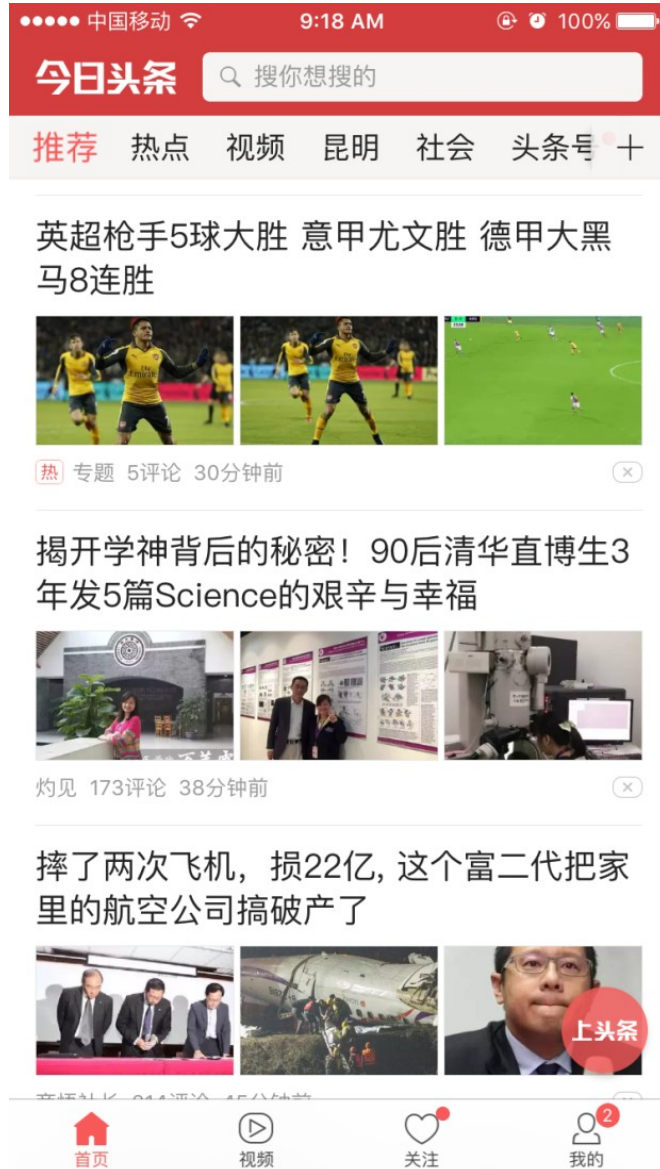 中国移动 9:18 AM 100%
今日头条 搜你想搜的
推荐 热点 视频 昆明 社会 头条号
英超枪手5球大胜 意甲尤文胜 德甲大黑
马8连胜
热 专题 5评论 30分钟前
揭开学神背后的秘密！90后清华直博生3
年发5篇Science的艰辛与幸福
灼见 173评论 38分钟前
摔了两次飞机，损22亿, 这个富二代把家
里的航空公司搞破产了
上头条
2
首页 视频 关注 我的